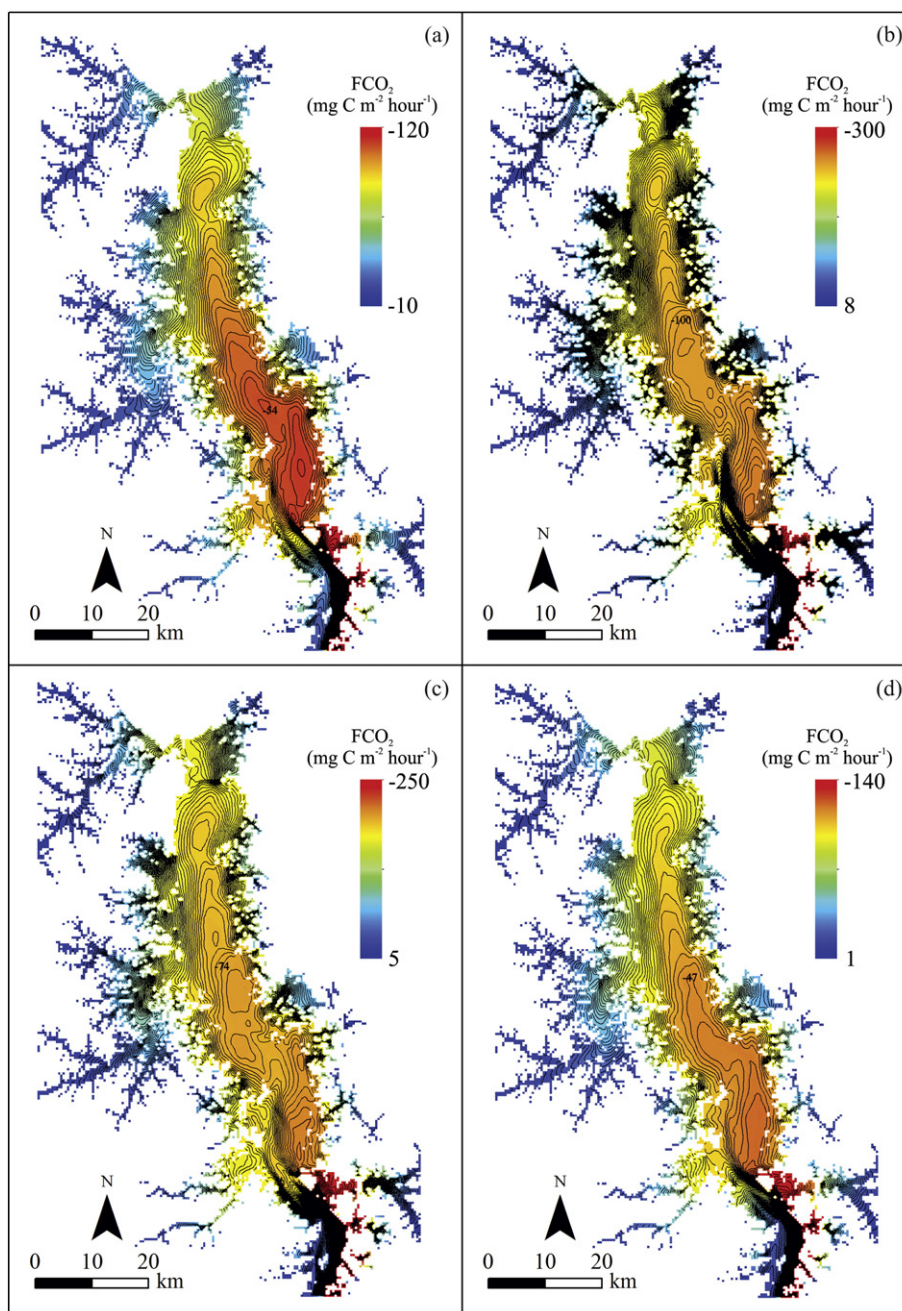 (a)
FCO₂
(mg C m⁻² hour⁻¹)
-120
-10
-54
N
0 10 20
km
(b)
FCO₂
(mg C m⁻² hour⁻¹)
-300
8
-100
N
0 10 20
km
(c)
FCO₂
(mg C m⁻² hour⁻¹)
-250
5
-74
N
0 10 20
km
(d)
FCO₂
(mg C m⁻² hour⁻¹)
-140
1
-47
N
0 10 20
km